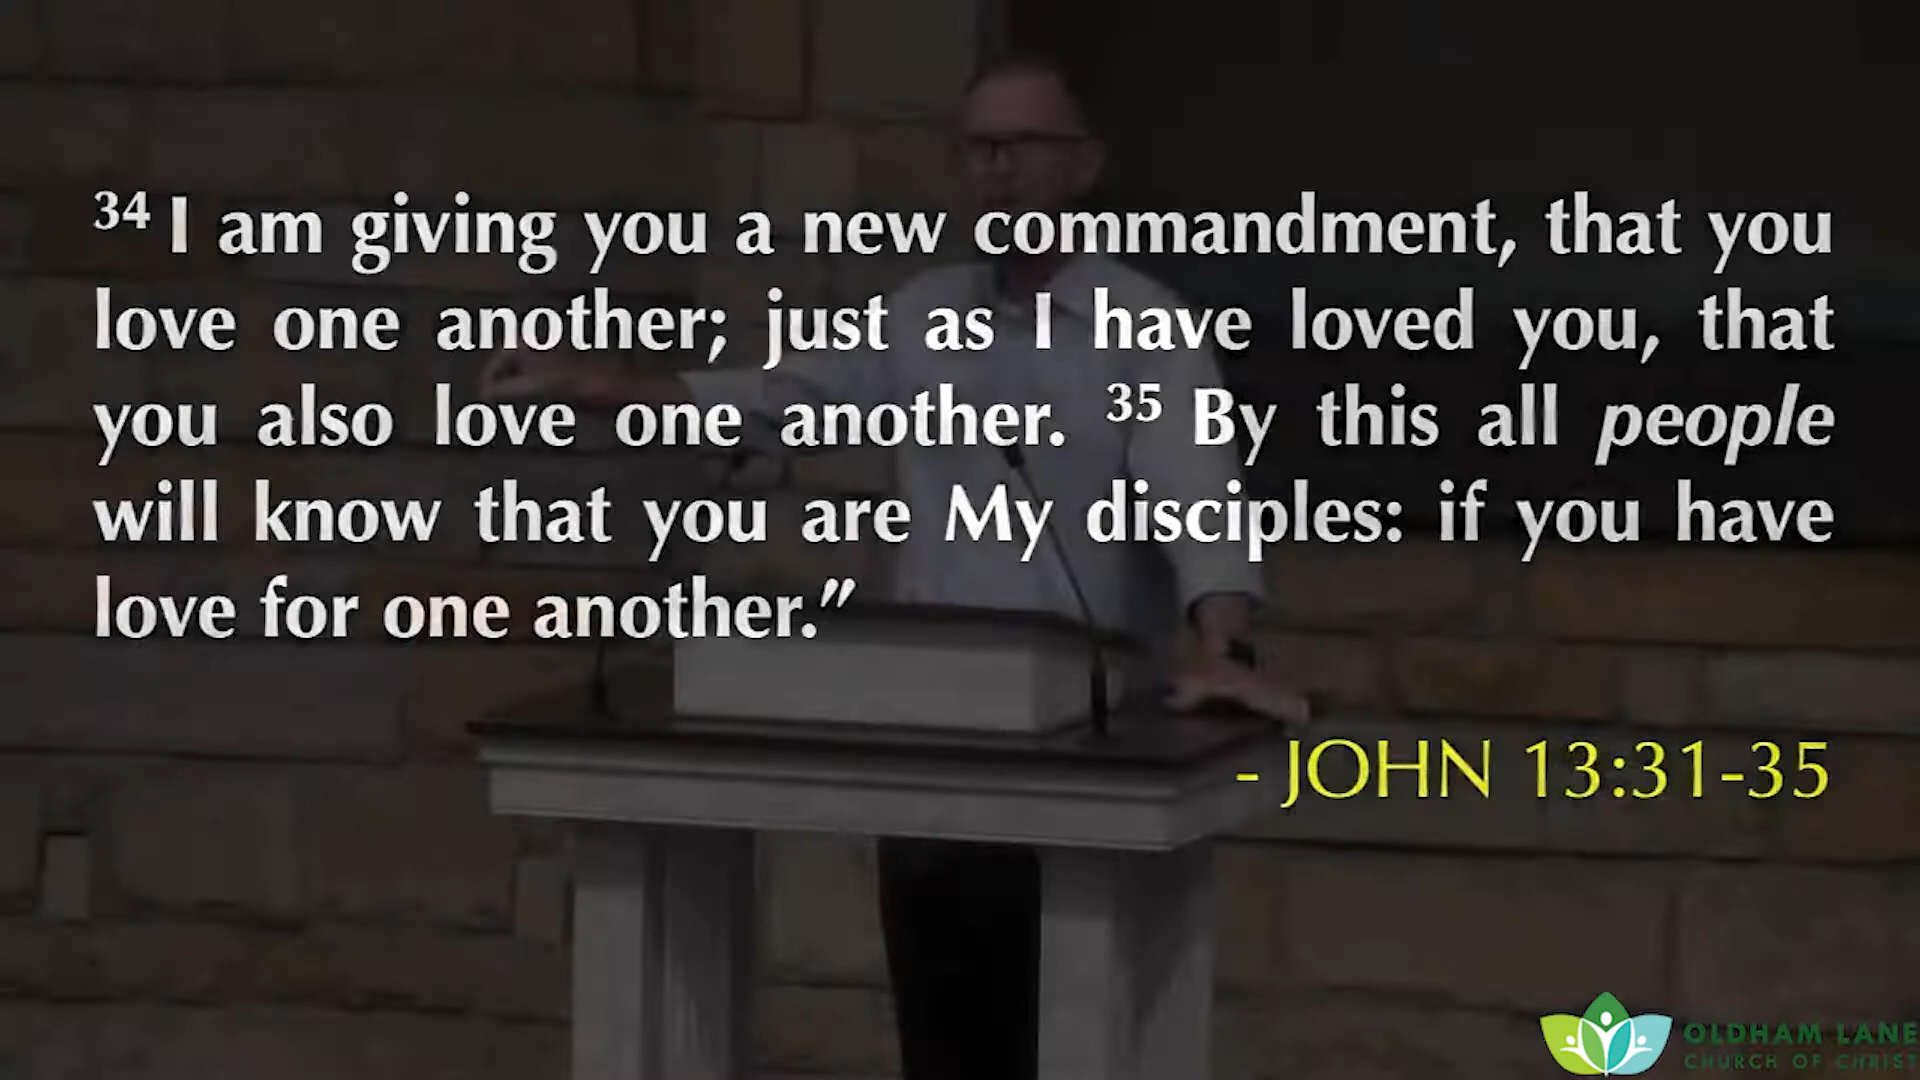 34 I am giving you a new commandment, that you
love one another; just as I have loved you, that
you also love one another. 35 By this all people
will know that you are My disciples: if you have
love for one another.”
- JOHN 13:31-35
OLDHAM LANE
CHURCH OF CHRIST